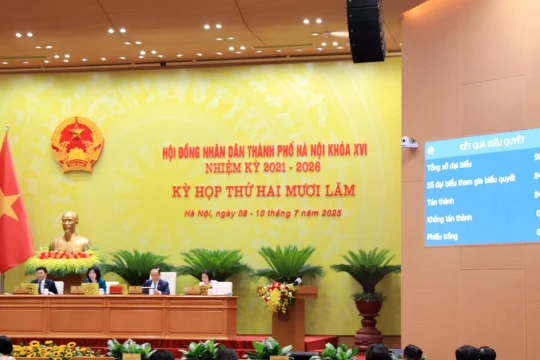 HỘI ĐỒNG NHÂN DÂN THÀNH PHỐ HÀ NỘI KHÓA XVI
NHIỆM KỲ 2021 - 2026
KỲ HỌP THỨ HAI MƯƠI LĂM
Hà Nội, ngày 08 - 10 tháng 7 năm 2025
KẾT QUẢ BIỂU QUYẾT
Tổng số đại biểu
Số đại biểu tham gia biểu quyết
Tán thành
Không tán thành
Phiếu trắng